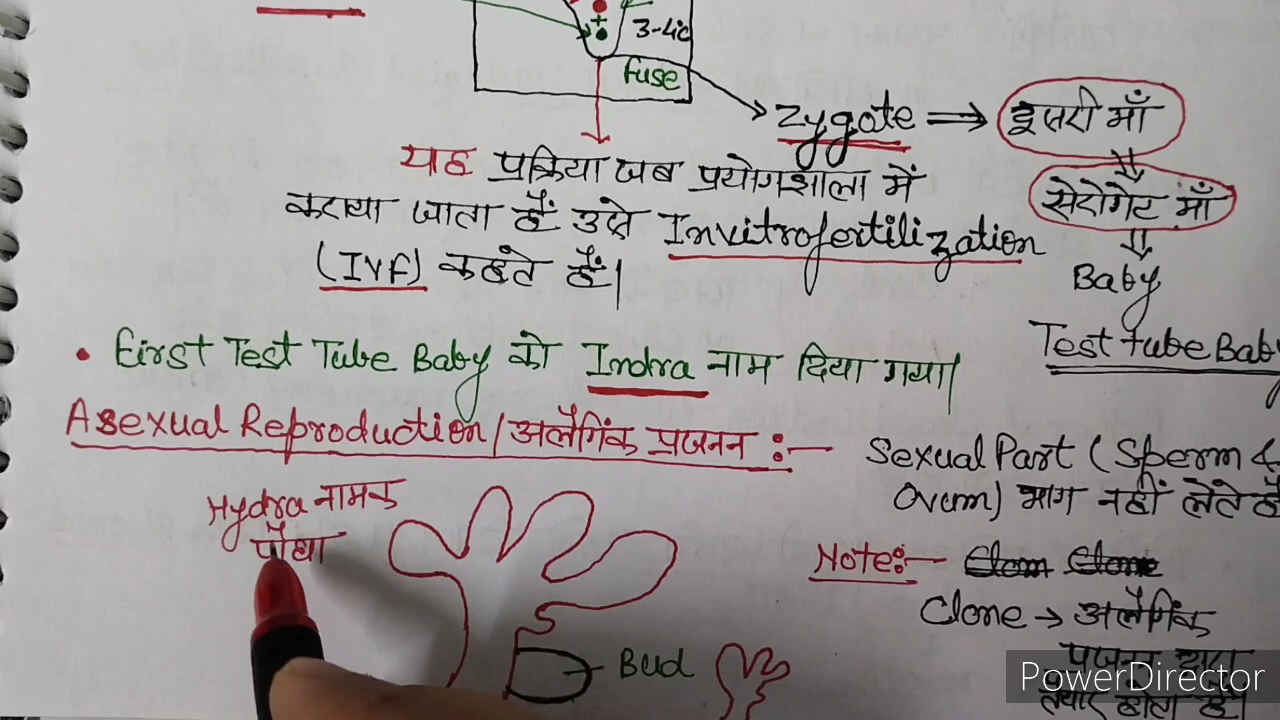 3-4c
fuse
Zygate ⇒ दूसरी माँ
यह प्रक्रिया जब प्रयोगशाला में
कराया जाता हैं उसे Invitrofertilization
(IVF) कहते हैं।
सेरोगेट माँ
Baby
Test tube Baby
• First Test Tube Baby को Indra नाम दिया गया।
Asexual Reproduction/अलैगिंक प्रजनन :-
Sexual Part (Sperm &
Ovum) भाग नहीं लेते है
Hydra नामक
पौधा
Bud
Note:-
Clone → अलैगिंक
प्रजनन द्वारा
तैयार होता है।
PowerDirector